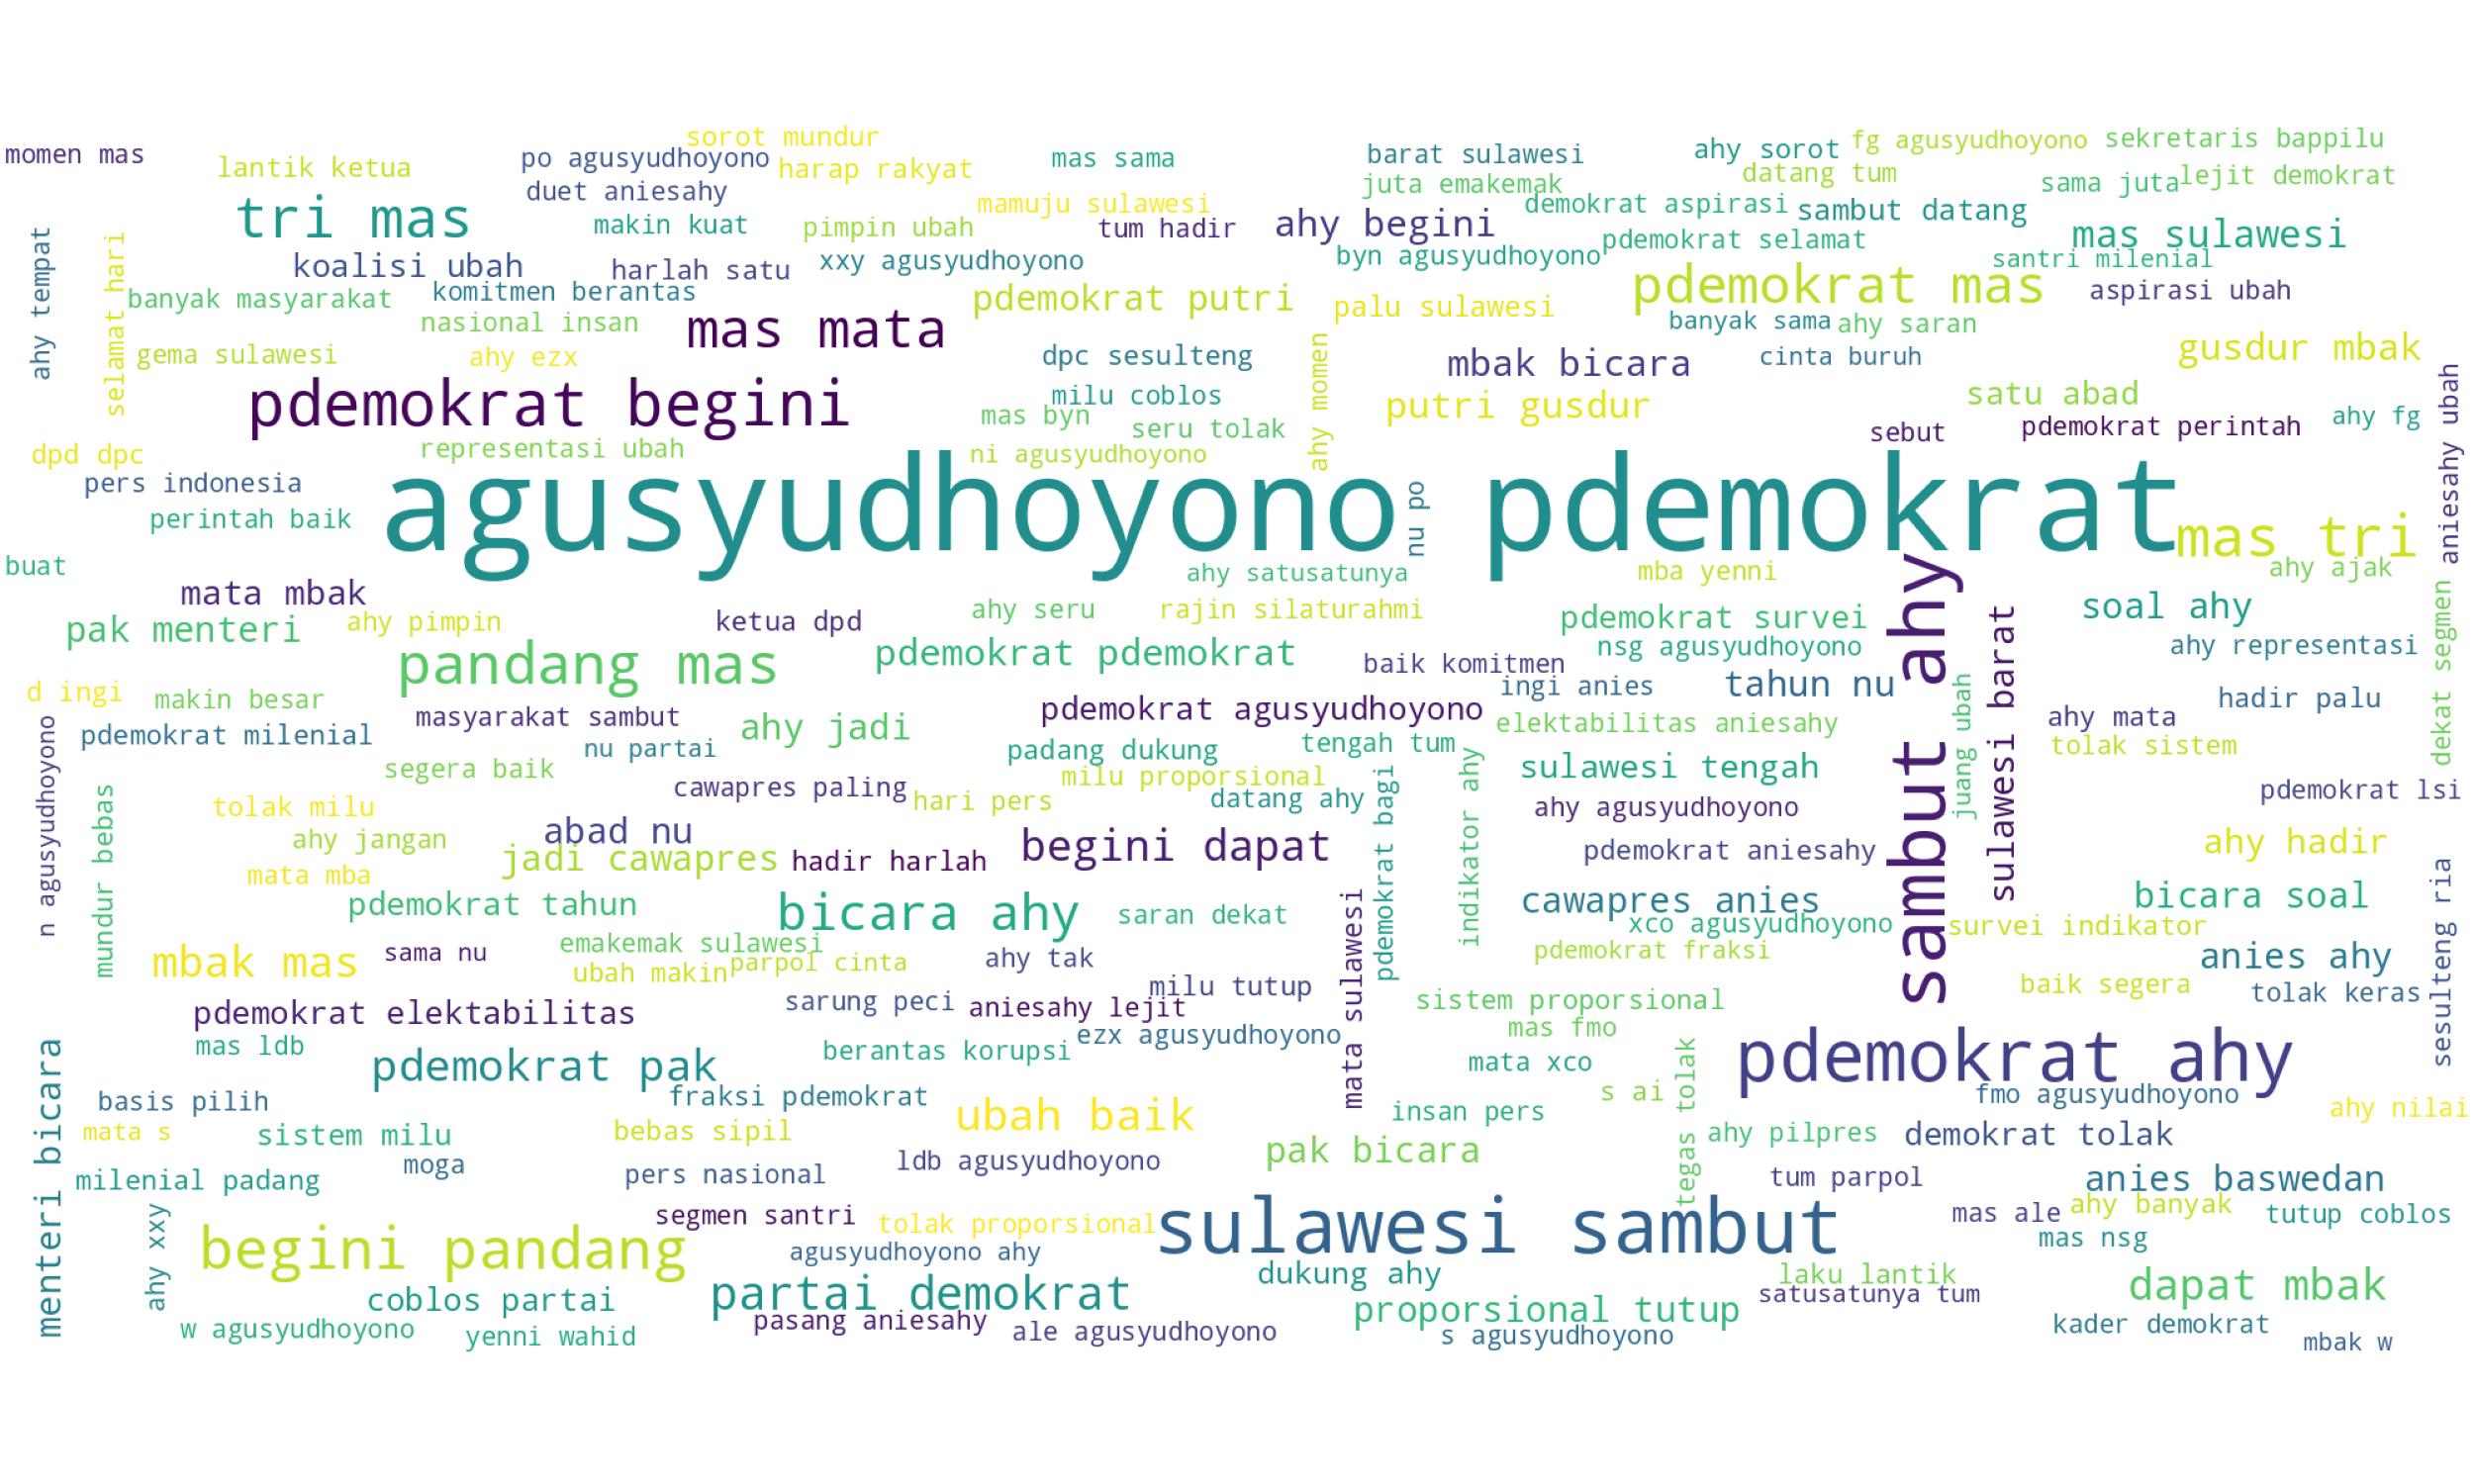 sorot mundur
momen mas
lantik ketua
po agusyudhoyono
harap rakyat
mas sama
barat sulawesi
ahy sorot
fg agusyudhoyono
sekretaris bappilu
duet aniesahy
juta emakemak
datang tum
sama juta
lejit demokrat
tri mas
makin kuat
pimpin ubah
mamuju sulawesi
tum hadir
ahy begini
demokrat aspirasi
sambut datang
mas sulawesi
ahy tempat
selamat hari
koalisi ubah
harlah satu
xxy agusyudhoyono
byn agusyudhoyono
pdemokrat selamat
santri milenial
banyak masyarakat
komitmen berantas
pdemokrat putri
palu sulawesi
pdemokrat mas
aspirasi ubah
nasional insan
mas mata
banyak sama
ahy saran
gema sulawesi
ahy ezx
dpc sesulteng
ahy momen
mbak bicara
cinta buruh
gusdur mbak
pdemokrat begini
milu coblos
mas byn
putri gusdur
satu abad
ahy fg
aniesahy ubah
seru tolak
sebut
pdemokrat perintah
dpd dpc
representasi ubah
ni agusyudhoyono
pers indonesia
perintah baik
agusyudhoyono pdemokrat
nu po
mas tri
buat
ahy satusatunya
mba yenni
ahy ajak
mata mbak
pak menteri
ahy pimpin
ketua dpd
ahy seru
rajin silaturahmi
pdemokrat survei
sambut ahy
sulawesi barat
soal ahy
dekat segmen
pandang mas
pdemokrat pdemokrat
baik komitmen
nsg agusyudhoyono
ahy representasi
d ingi
makin besar
ingi anies
tahun nu
juang ubah
hadir palu
n agusyudhoyono
pdemokrat milenial
masyarakat sambut
ahy jadi
pdemokrat agusyudhoyono
elektabilitas aniesahy
ahy mata
nu partai
padang dukung
tengah tum
tolak sistem
segera baik
cawapres paling
milu proporsional
sulawesi tengah
mundur bebas
tolak milu
hari pers
datang ahy
pdemokrat bagi
indikator ahy
ahy agusyudhoyono
pdemokrat lsi
ahy jangan
abad nu
jadi cawapres
hadir harlah
begini dapat
pdemokrat aniesahy
ahy hadir
mata mba
pdemokrat tahun
bicara ahy
saran dekat
mata sulawesi
cawapres anies
bicara soal
sesulteng ria
xco agusyudhoyono
survei indikator
mbak mas
sama nu
emakemak sulawesi
ubah makin
parpol cinta
ahy tak
pdemokrat fraksi
anies ahy
pdemokrat elektabilitas
sarung peci
aniesahy lejit
milu tutup
sistem proporsional
baik segera
tolak keras
menteri bicara
mas ldb
pdemokrat pak
berantas korupsi
ezx agusyudhoyono
mas fmo
mata xco
tegas tolak
pdemokrat ahy
basis pilih
fraksi pdemokrat
ubah baik
insan pers
s ai
fmo agusyudhoyono
ahy nilai
mata s
sistem milu
bebas sipil
pak bicara
ahy pilpres
demokrat tolak
milenial padang
moga
pers nasional
ldb agusyudhoyono
tum parpol
anies baswedan
ahy xxy
begini pandang
segmen santri
tolak proporsional
sulawesi sambut
mas ale
ahy banyak
tutup coblos
agusyudhoyono ahy
mas nsg
coblos partai
partai demokrat
dukung ahy
laku lantik
dapat mbak
w agusyudhoyono
yenni wahid
pasang aniesahy
ale agusyudhoyono
proporsional tutup
satusatunya tum
s agusyudhoyono
kader demokrat
mbak w